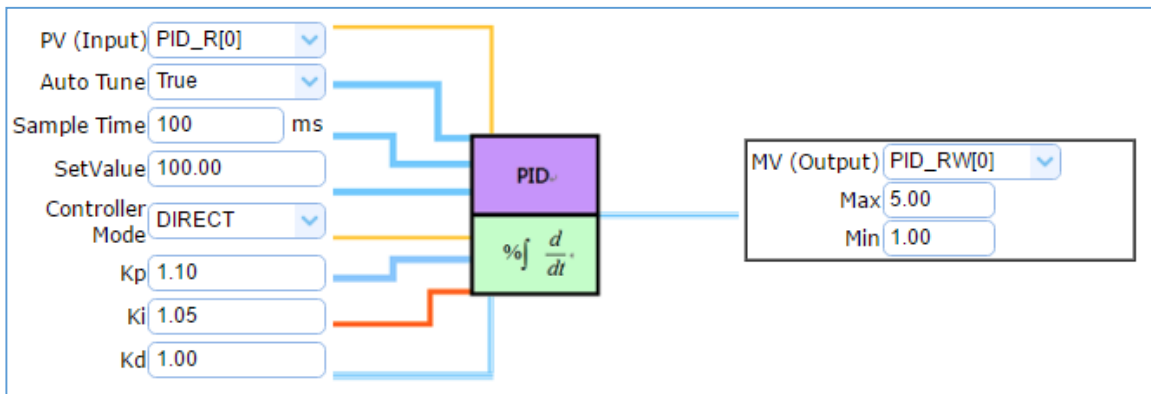 PV (Input) PID_R[0]
Auto Tune True
Sample Time 100 ms
SetValue 100.00
Controller Mode DIRECT
Kp 1.10
Ki 1.05
Kd 1.00
PID
%∫ d/dt
MV (Output) PID_RW[0]
Max 5.00
Min 1.00